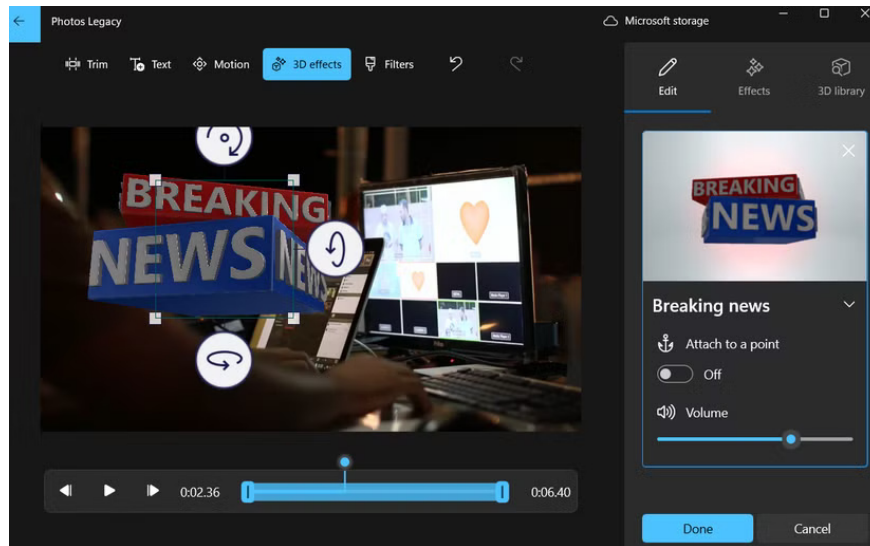 Photos Legacy
Microsoft storage
Trim
Text
Motion
3D effects
Filters
Edit
Effects
3D library
BREAKING
NEWS
NEWS
BREAKING
NEWS
Breaking news
Attach to a point
Off
Volume
0:02.36
0:06.40
Done
Cancel